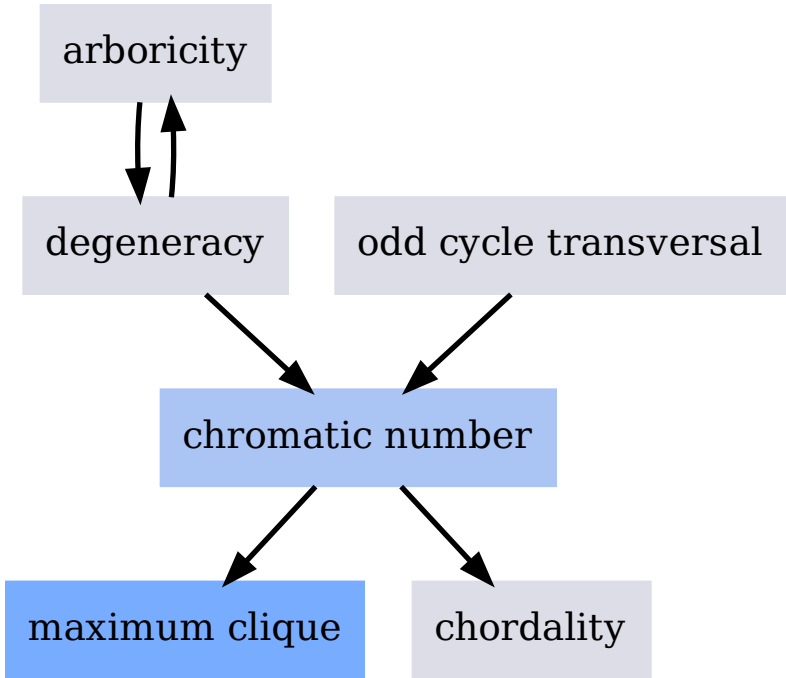 arboricity
degeneracy
odd cycle transversal
chromatic number
maximum clique
chordality